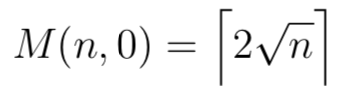 M(n, 0) = ⌈2√n⌉